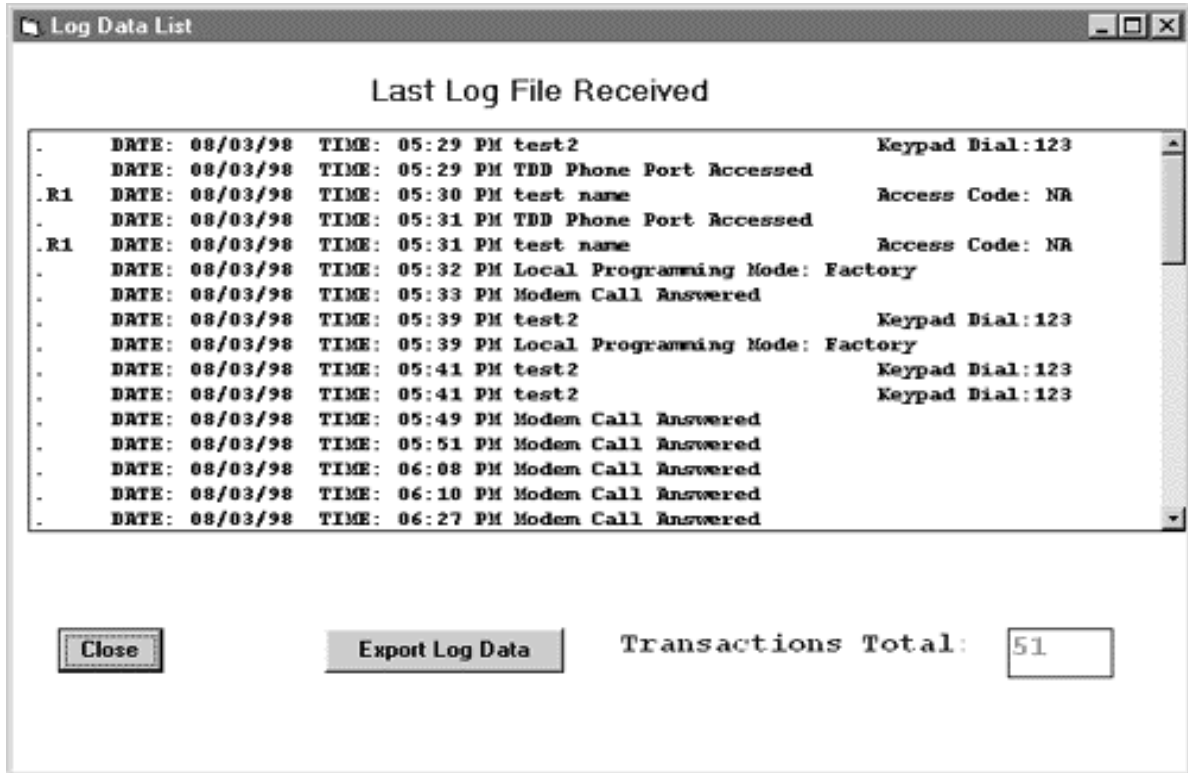 Log Data List
Last Log File Received
. DATE: 08/03/98 TIME: 05:29 PM test2 Keypad Dial:123
. DATE: 08/03/98 TIME: 05:29 PM TDD Phone Port Accessed
.R1 DATE: 08/03/98 TIME: 05:30 PM test name Access Code: NA
. DATE: 08/03/98 TIME: 05:31 PM TDD Phone Port Accessed
.R1 DATE: 08/03/98 TIME: 05:31 PM test name Access Code: NA
. DATE: 08/03/98 TIME: 05:32 PM Local Programming Mode: Factory
. DATE: 08/03/98 TIME: 05:33 PM Modem Call Answered
. DATE: 08/03/98 TIME: 05:39 PM test2 Keypad Dial:123
. DATE: 08/03/98 TIME: 05:39 PM Local Programming Mode: Factory
. DATE: 08/03/98 TIME: 05:41 PM test2 Keypad Dial:123
. DATE: 08/03/98 TIME: 05:41 PM test2 Keypad Dial:123
. DATE: 08/03/98 TIME: 05:49 PM Modem Call Answered
. DATE: 08/03/98 TIME: 05:51 PM Modem Call Answered
. DATE: 08/03/98 TIME: 06:08 PM Modem Call Answered
. DATE: 08/03/98 TIME: 06:10 PM Modem Call Answered
. DATE: 08/03/98 TIME: 06:27 PM Modem Call Answered
Close Export Log Data Transactions Total: 51